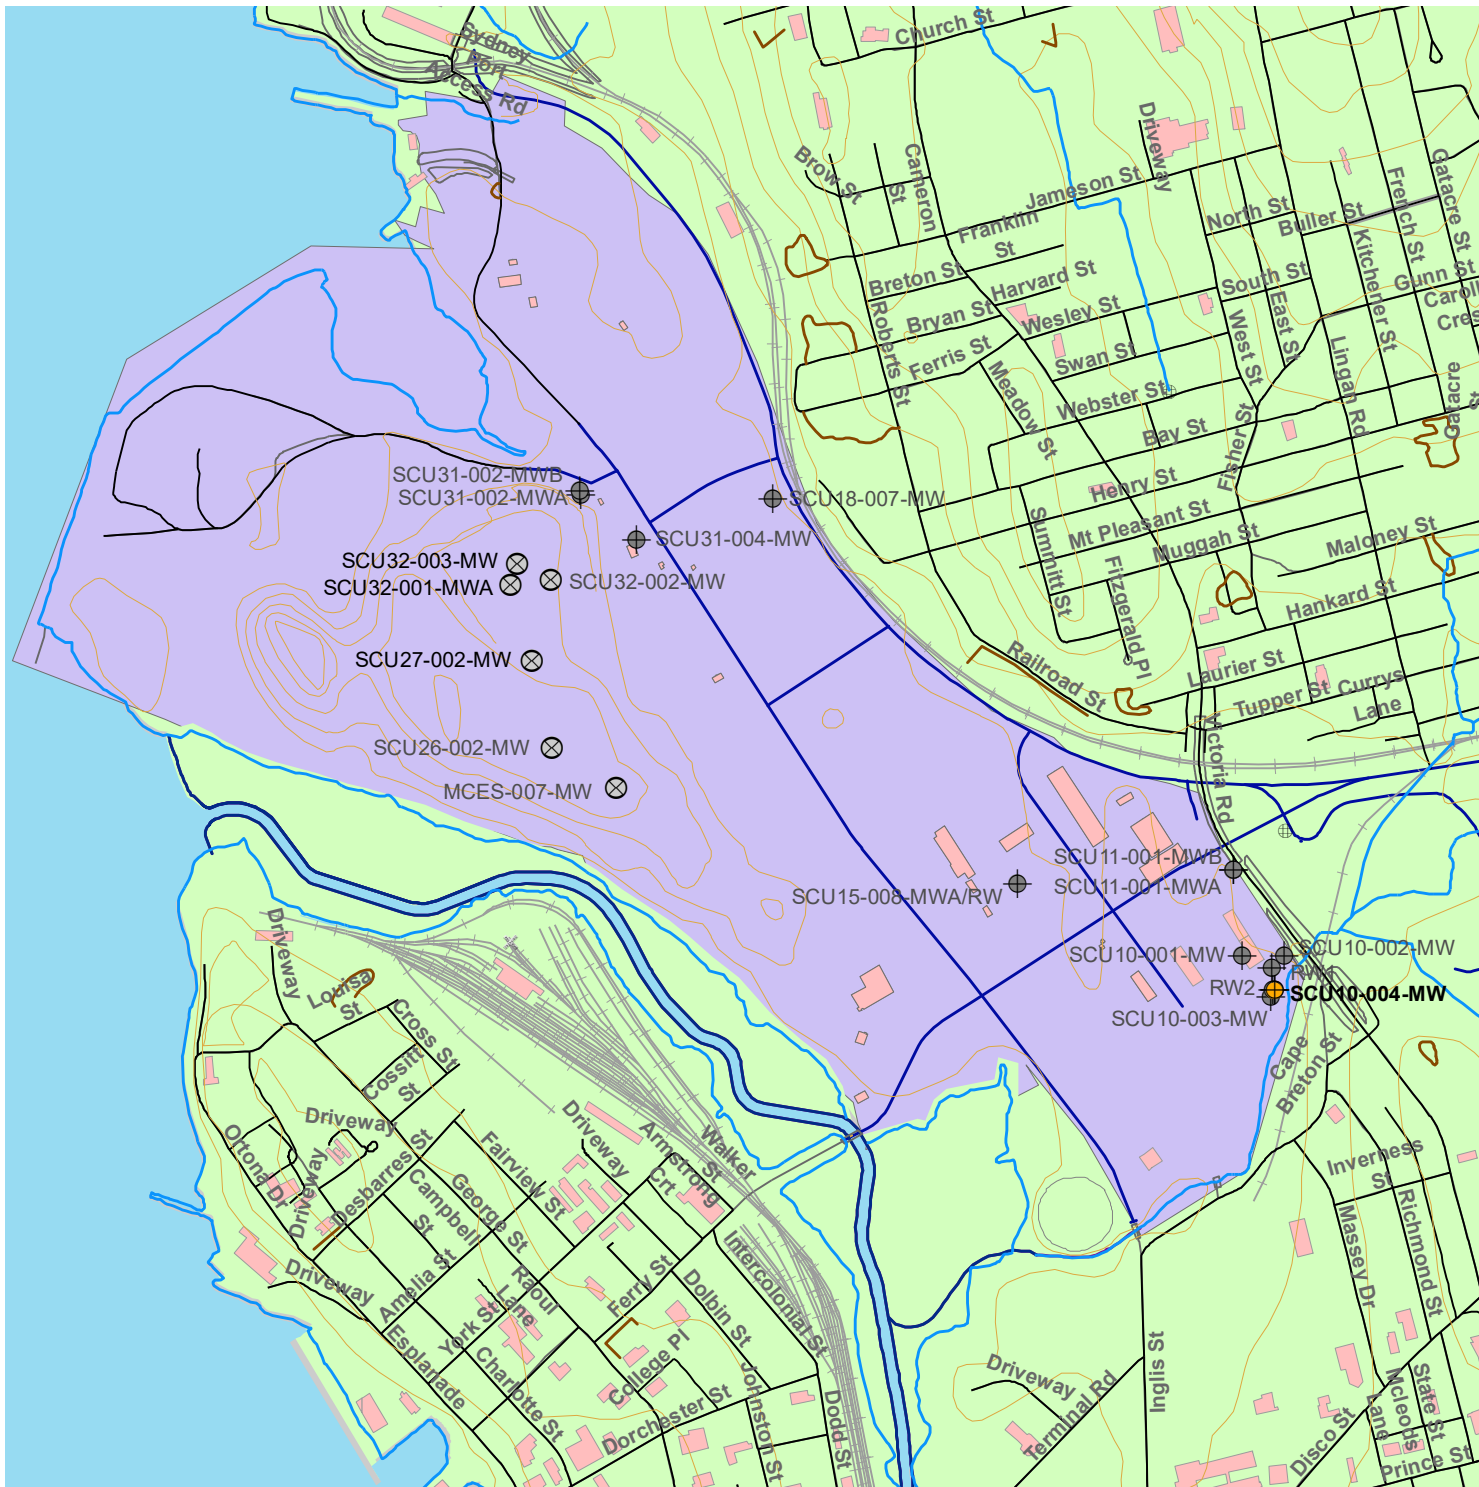 Sydney
Port
Access Rd
Church St
Driveway
Brow St
St
Cameron
Jameson St
Franklin
St
North St
Buller St
French St
Gatacre St
Kitchener St
Gunn St
Breton St
Harvard St
South St
Bryan St
Wesley St
East St
West St
Roberts St
Ferris St
Swan St
Lingan Rd
Gatacre
Meadow St
Webster St
Bay St
Fisher St
SCU31-002-MWB
SCU31-002-MWA
SCU18-007-MW
Henry St
SCU31-004-MW
Summitt St
Mt Pleasant St
Muggah St
Maloney St
SCU32-003-MW
SCU32-001-MWA
SCU32-002-MW
Fitzgerald Pl
Hankard St
SCU27-002-MW
Railroad St
Laurier St
Tupper St
Currys
Lane
Victoria Rd
SCU26-002-MW
MCES-007-MW
SCU11-001-MWB
SCU11-001-MWA
SCU15-008-MWA/RW
SCU10-001-MW
SCU10-002-MW
RW1
RW2
SCU10-004-MW
SCU10-003-MW
Driveway
Louisa
St
Cross St
Cossitt
St
Cape
Breton St
Driveway
Ortona Dr
Driveway
Desbarres St
Fairview St
Driveway
Armstrong
Crt
Walker
St
Campbell
St
George St
Inverness
St
Richmond St
Massey Dr
Driveway
Amelia St
Raoul
Lane
Ferry St
Intercolonial St
Dolbin St
York St
Esplanade
Charlotte St
College Pl
Johnston St
Dodd St
Dorchester St
Driveway
Terminal Rd
Inglis St
Disco St
Mcleods
Lane
State St
Prince St